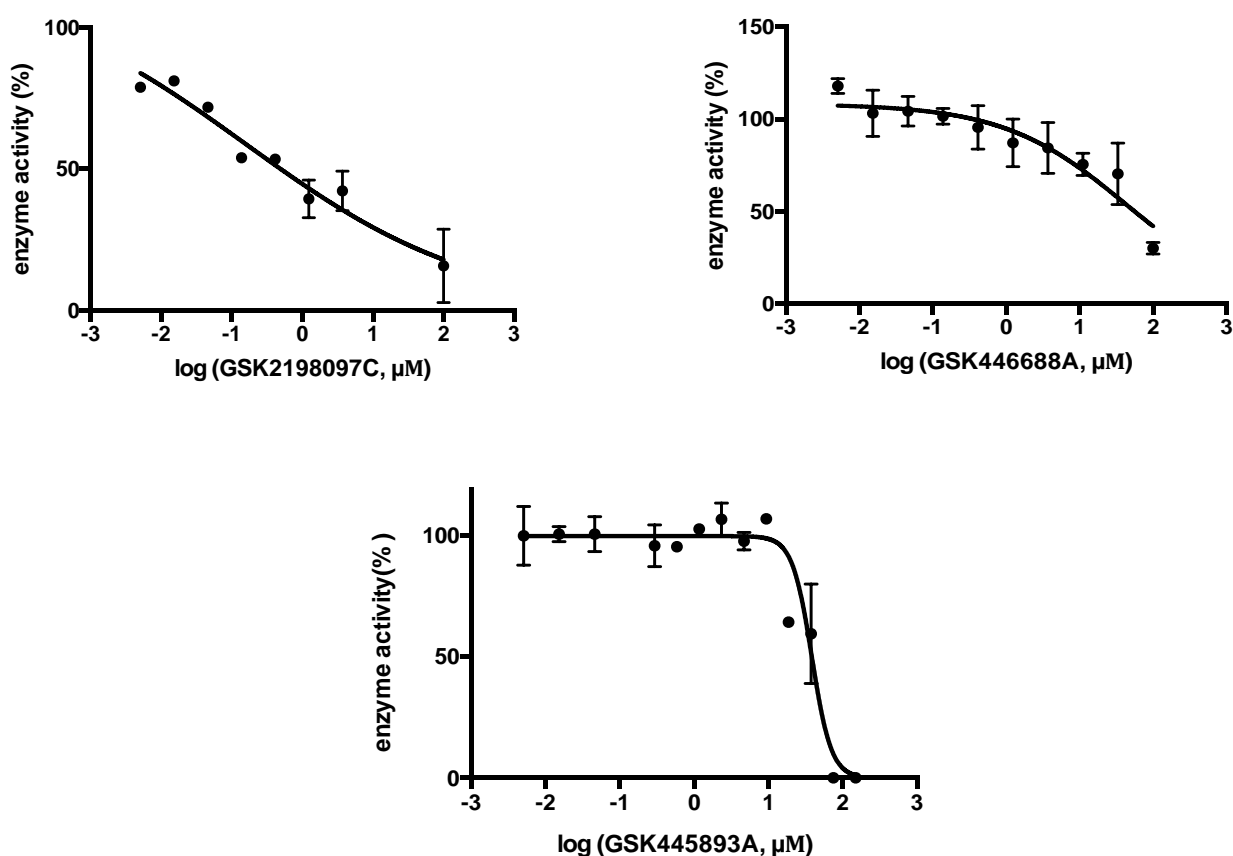 100
50
0
-3 -2 -1 0 1 2 3
enzyme activity (%)
log (GSK2198097C, µM)
150
100
50
0
-3 -2 -1 0 1 2 3
enzyme activity (%)
log (GSK446688A, µM)
100
50
0
-3 -2 -1 0 1 2 3
enzyme activity(%)
log (GSK445893A, µM)